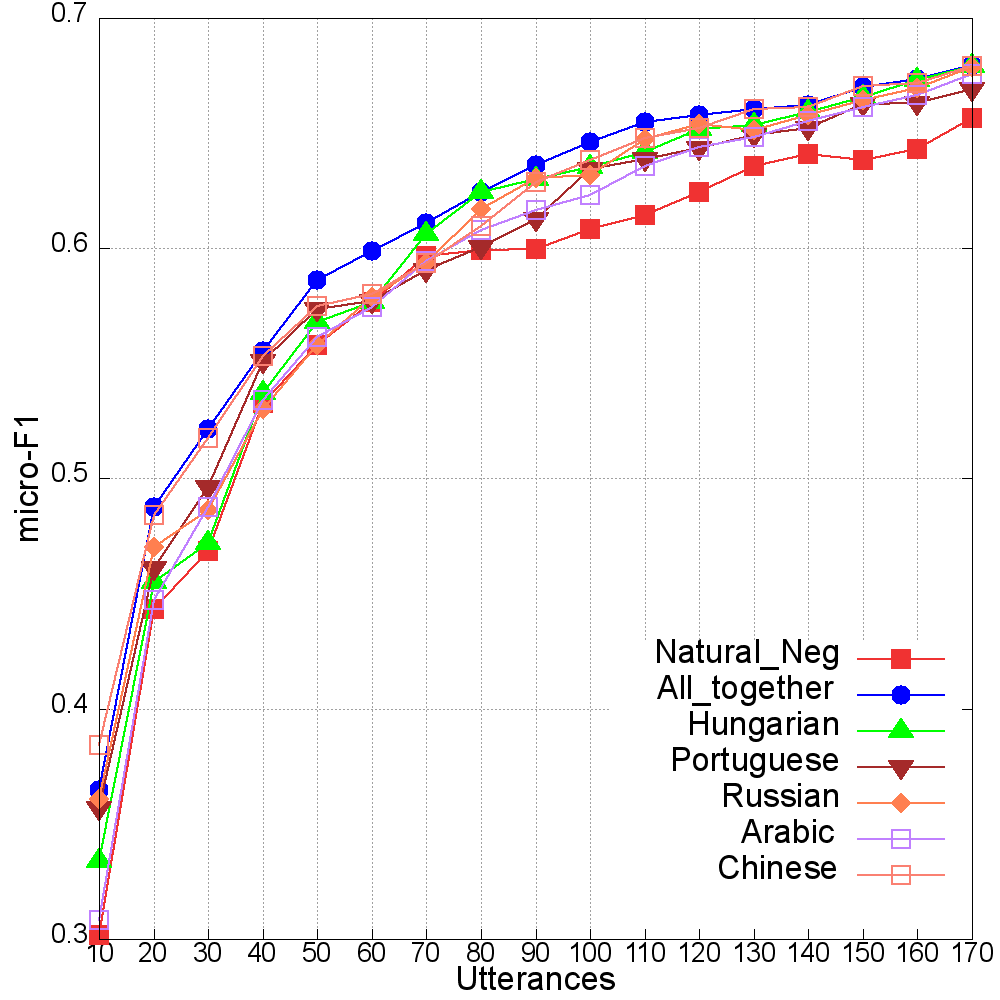 0.7
0.6
0.5
0.4
0.3
micro-F1
Natural_Neg
All_together
Hungarian
Portuguese
Russian
Arabic
Chinese
10 20 30 40 50 60 70 80 90 100 110 120 130 140 150 160 170
Utterances